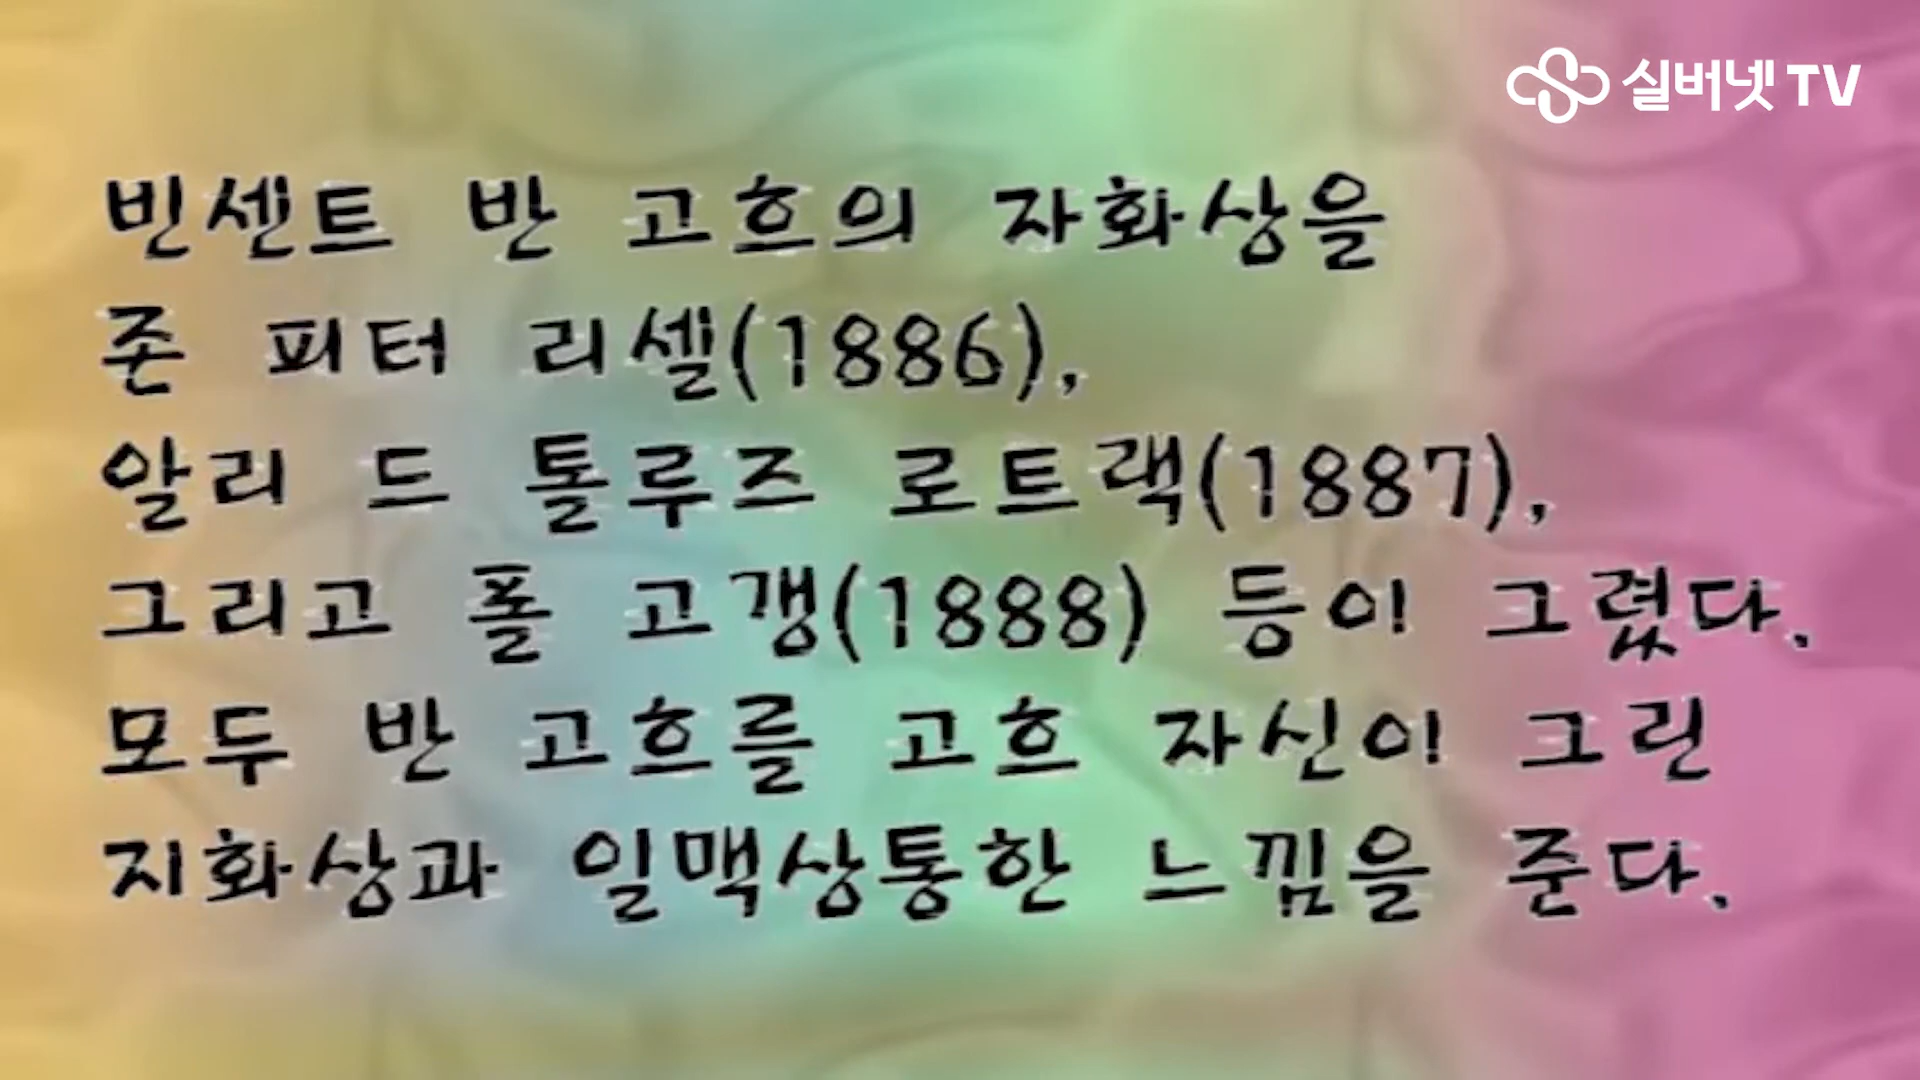 실버넷 TV
빈센트 반 고흐의 자화상을
존 피터 리셀(1886),
알리 드 톨루즈 로트랙(1887),
그리고 폴 고갱(1888) 등이 그렸다.
모두 반 고흐를 고흐 자신이 그린
지화상과 일맥상통한 느낌을 준다.